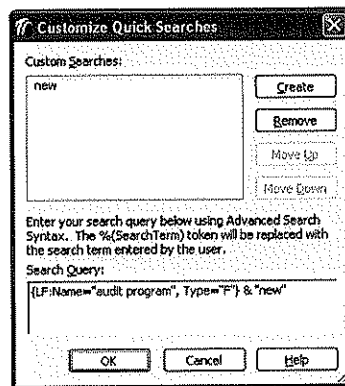 Customize Quick Searches
Custom Searches:
new
Create
Remove
Move Up
Move Down
Enter your search query below using Advanced Search
Syntax. The %(SearchTerm) token will be replaced with
the search term entered by the user.
Search Query:
{LF:Name="audit program", Type="F"} & "new"
OK
Cancel
Help